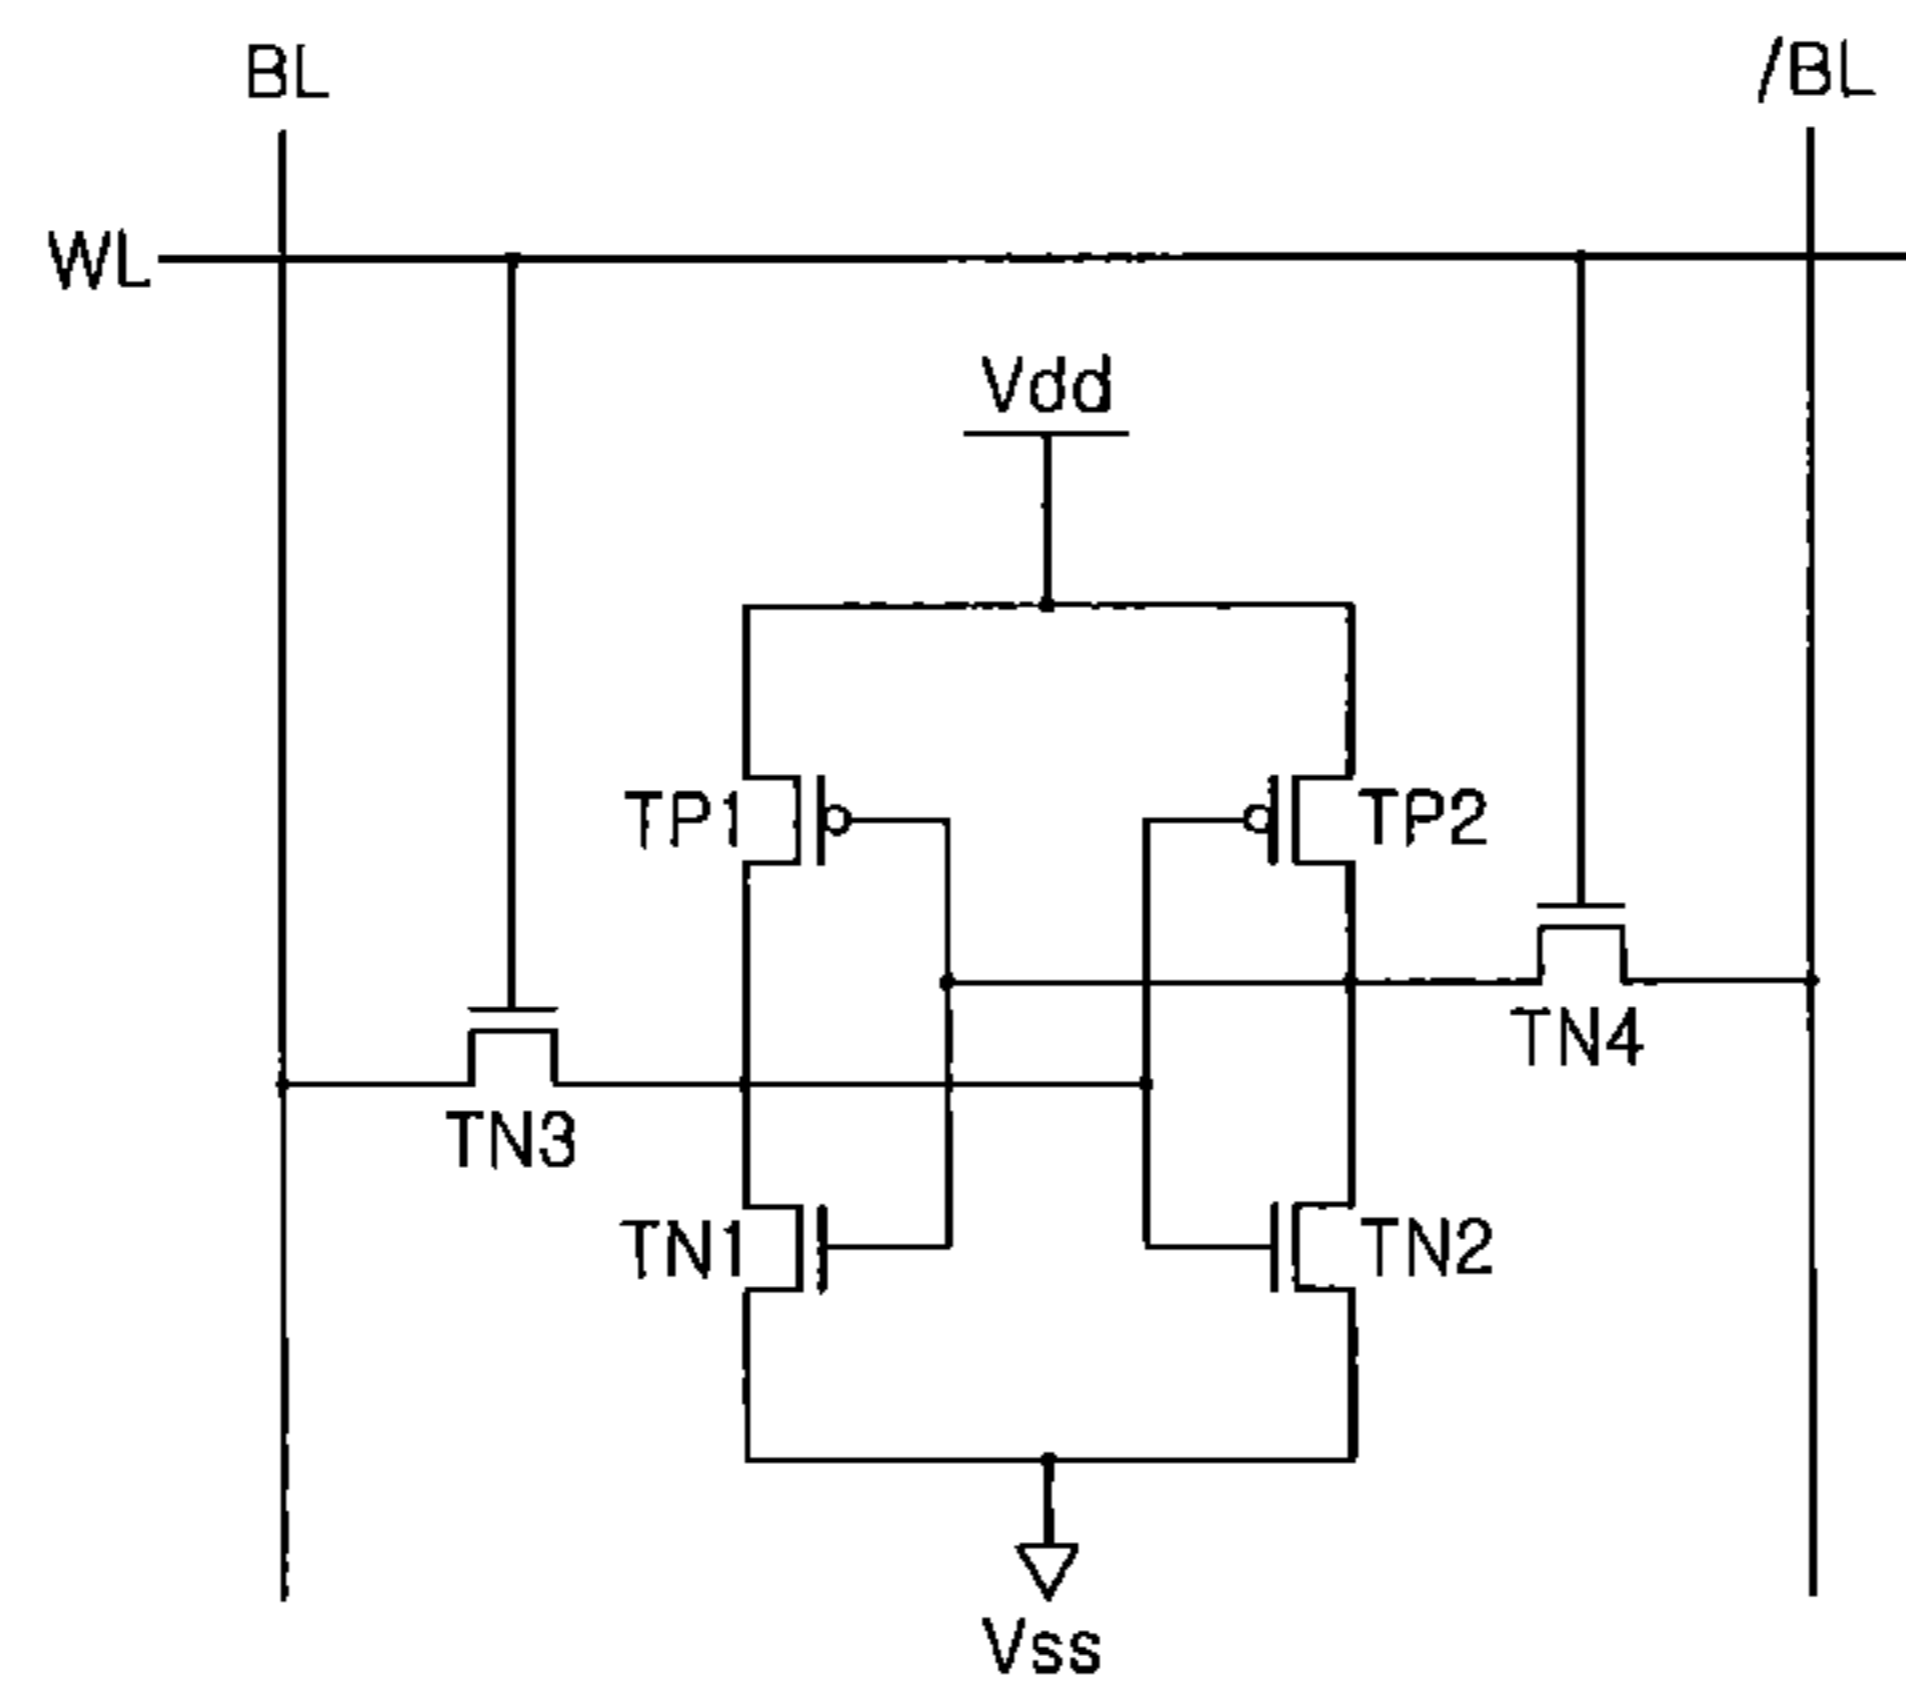 BL
/BL
WL
Vdd
TP1
TP2
TN4
TN3
TN1
TN2
Vss